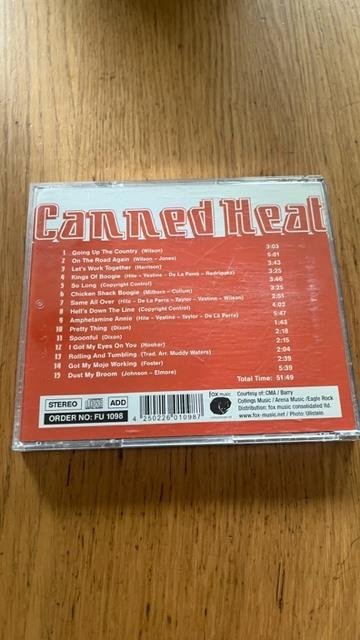 Canned Heat
1 Going Up The Country (Wilson) 3:03
2 On The Road Again (Wilson - Jones) 5:01
3 Let's Work Together (Harrison) 3:43
4 Kings Of Boogie (Hite - Vestine - De La Parra - Rodriguez) 3:25
5 So Long (Copyright Control) 3:46
6 Chicken Shack Boogie (Milburn - Collum) 3:25
7 Same All Over (Hite - De La Parra - Taylor - Vestine - Wilson) 2:51
8 Hell's Down The Line (Copyright Control) 4:02
9 Amphetamine Annie (Hite - Vestine - Taylor - De La Parra) 5:47
10 Pretty Thing (Dixon) 1:43
11 Spoonful (Dixon) 2:18
12 I Got My Eyes On You (Hooker) 2:15
13 Rolling And Tumbling (Trad. Arr. Muddy Waters) 2:04
14 Got My Mojo Working (Foster) 2:39
15 Dust My Broom (Johnson - Elmore) 5:39
Total Time: 51:49
STEREO
ADD
ORDER NO: FU 1098
4 250226 010987
fox music
Courtesy of: CMA / Barry
Collings Music / Arena Music /Eagle Rock
Distribution: fox music consolidated ltd.
www.fox-music.net / Photo: Ullstein